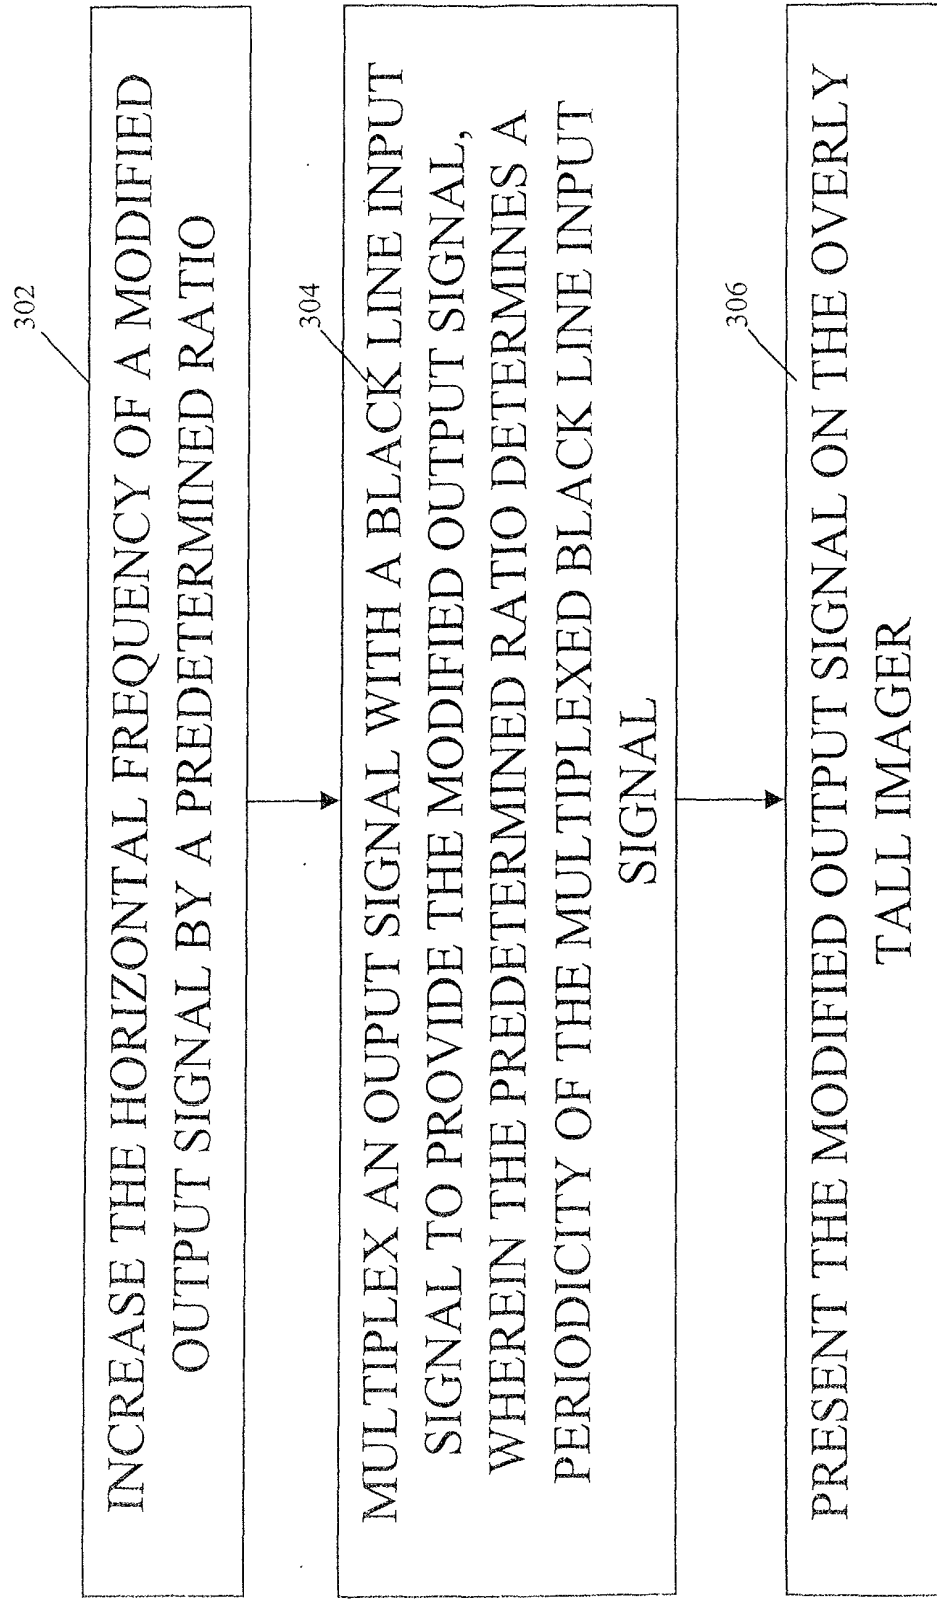 302
INCREASE THE HORIZONTAL FREQUENCY OF A MODIFIED
OUTPUT SIGNAL BY A PREDETERMINED RATIO
304
MULTIPLEX AN OUPUT SIGNAL WITH A BLACK LINE INPUT
SIGNAL TO PROVIDE THE MODIFIED OUTPUT SIGNAL,
WHEREIN THE PREDETERMINED RATIO DETERMINES A
PERIODICITY OF THE MULTIPLEXED BLACK LINE INPUT
SIGNAL
306
PRESENT THE MODIFIED OUTPUT SIGNAL ON THE OVERLY
TALL IMAGER